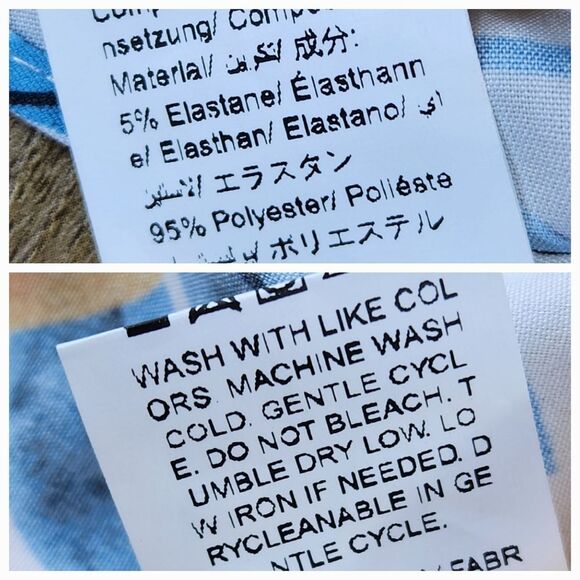 nsetzung/
Material/ 成分:
5% Elastane/ Élasthann
e/ Elasthan/ Elastano/
エラスタン
95% Polyester/ Poliéste
ポリエステル
WASH WITH LIKE COL
ORS. MACHINE WASH
COLD. GENTLE CYCL
E. DO NOT BLEACH. T
UMBLE DRY LOW. LO
W IRON IF NEEDED. D
RYCLEANABLE IN GE
NTLE CYCLE.
FABR